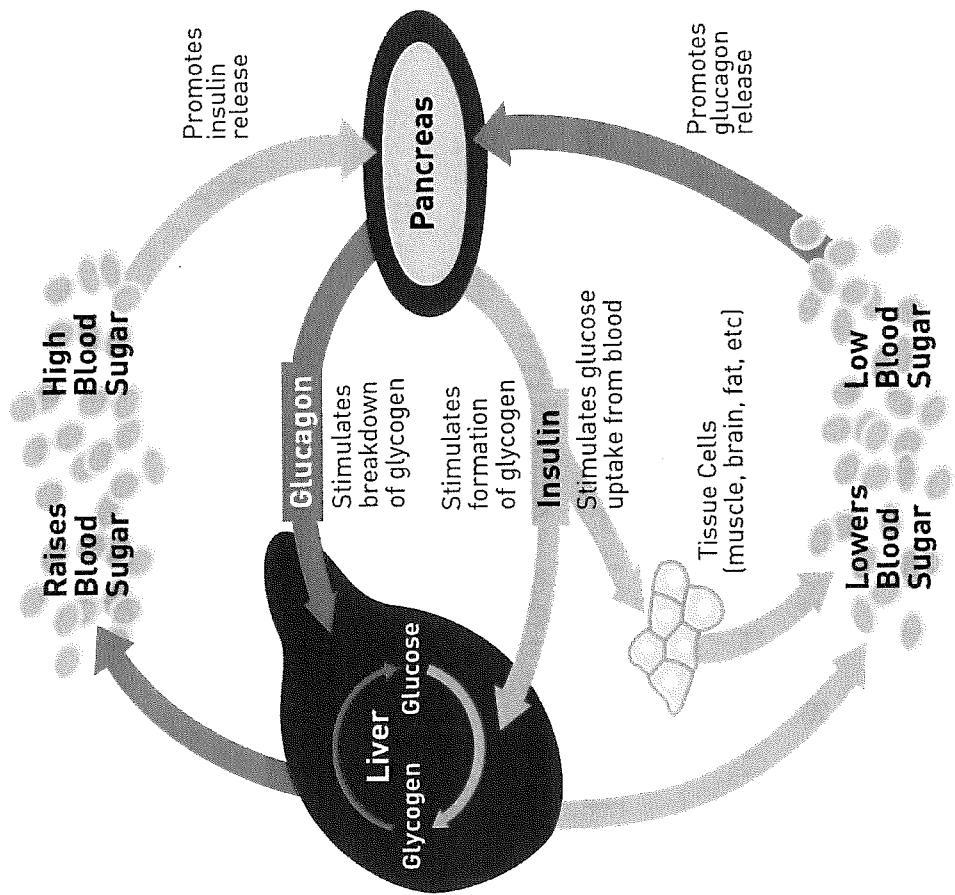 Raises
Blood
Sugar
High
Blood
Sugar
Promotes
insulin
release
Glucagon
Stimulates
breakdown
of glycogen
Pancreas
Liver
Glycogen
Glucose
Stimulates
formation
of glycogen
Insulin
Stimulates glucose
uptake from blood
Tissue Cells
(muscle, brain, fat, etc)
Promotes
glucagon
release
Lowers
Blood
Sugar
Low
Blood
Sugar